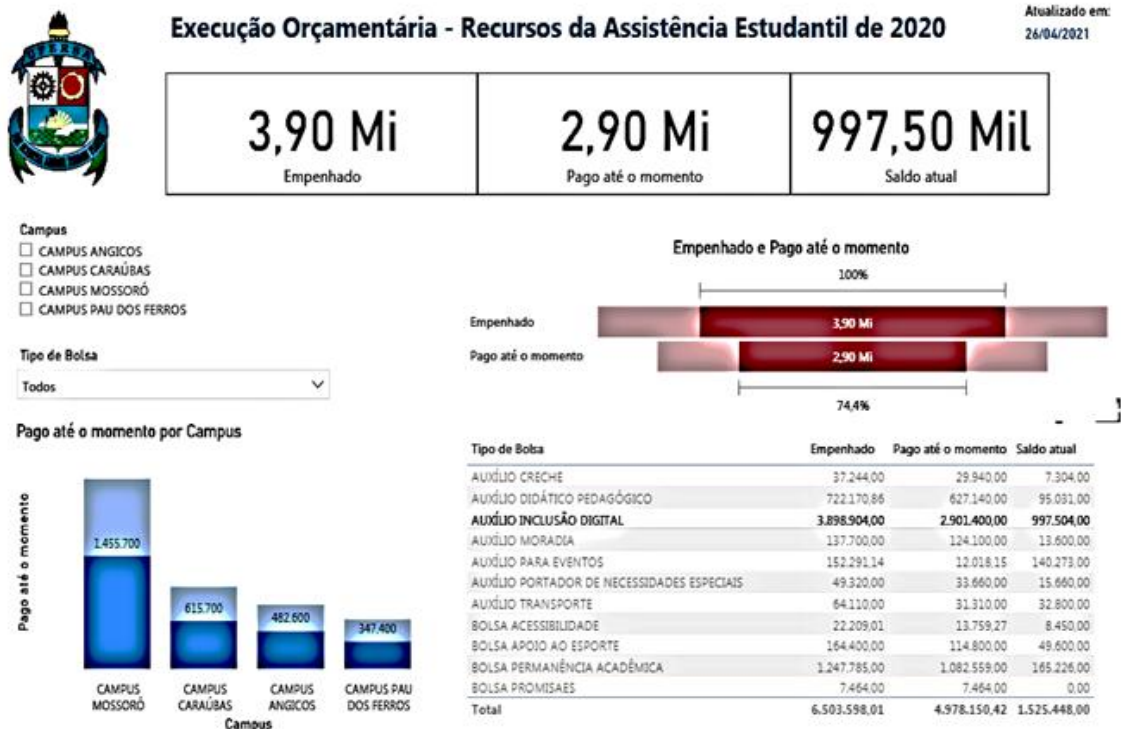 Execução Orçamentária - Recursos da Assistência Estudantil de 2020
Atualizado em:
26/04/2021
UFERSA
3,90 Mi
Empenhado
2,90 Mi
Pago até o momento
997,50 Mil
Saldo atual
Campus
CAMPUS ANGICOS
CAMPUS CARAÚBAS
CAMPUS MOSSORÓ
CAMPUS PAU DOS FERROS
Tipo de Bolsa
Todos
Empenhado e Pago até o momento
100%
Empenhado 3,90 Mi
Pago até o momento 2,90 Mi
74,4%
Pago até o momento por Campus
Pago até o momento
1.455.700
615.700
482.600
347.400
CAMPUS MOSSORÓ
CAMPUS CARAÚBAS
CAMPUS ANGICOS
CAMPUS PAU DOS FERROS
Campus
Tipo de Bolsa Empenhado Pago até o momento Saldo atual
AUXÍLIO CRECHE 37.244,00 29.940,00 7.304,00
AUXÍLIO DIDÁTICO PEDAGÓGICO 722.170,86 627.140,00 95.031,00
AUXÍLIO INCLUSÃO DIGITAL 3.898.904,00 2.901.400,00 997.504,00
AUXÍLIO MORADIA 137.700,00 124.100,00 13.600,00
AUXÍLIO PARA EVENTOS 152.291,14 12.018,15 140.273,00
AUXÍLIO PORTADOR DE NECESSIDADES ESPECIAIS 49.320,00 33.660,00 15.660,00
AUXÍLIO TRANSPORTE 64.110,00 31.310,00 32.800,00
BOLSA ACESSIBILIDADE 22.209,01 13.759,27 8.450,00
BOLSA APOIO AO ESPORTE 164.400,00 114.800,00 49.600,00
BOLSA PERMANÊNCIA ACADÊMICA 1.247.785,00 1.082.559,00 165.226,00
BOLSA PROMISAES 7.464,00 7.464,00 0,00
Total 6.503.598,01 4.978.150,42 1.525.448,00